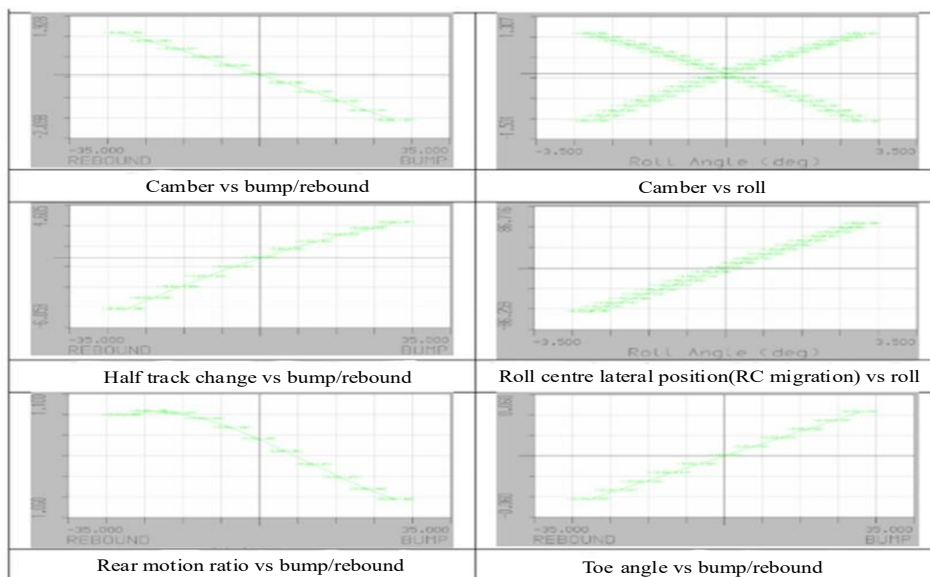 -35.000 35.000
REBOUND BUMP
Camber vs bump/rebound
-3.500 3.500
Roll Angle (deg)
Camber vs roll
-35.000 35.000
REBOUND BUMP
Half track change vs bump/rebound
-3.500 3.500
Roll Angle (deg)
Roll centre lateral position(RC migration) vs roll
-35.000 35.000
REBOUND BUMP
Rear motion ratio vs bump/rebound
-35.000 35.000
REBOUND BUMP
Toe angle vs bump/rebound